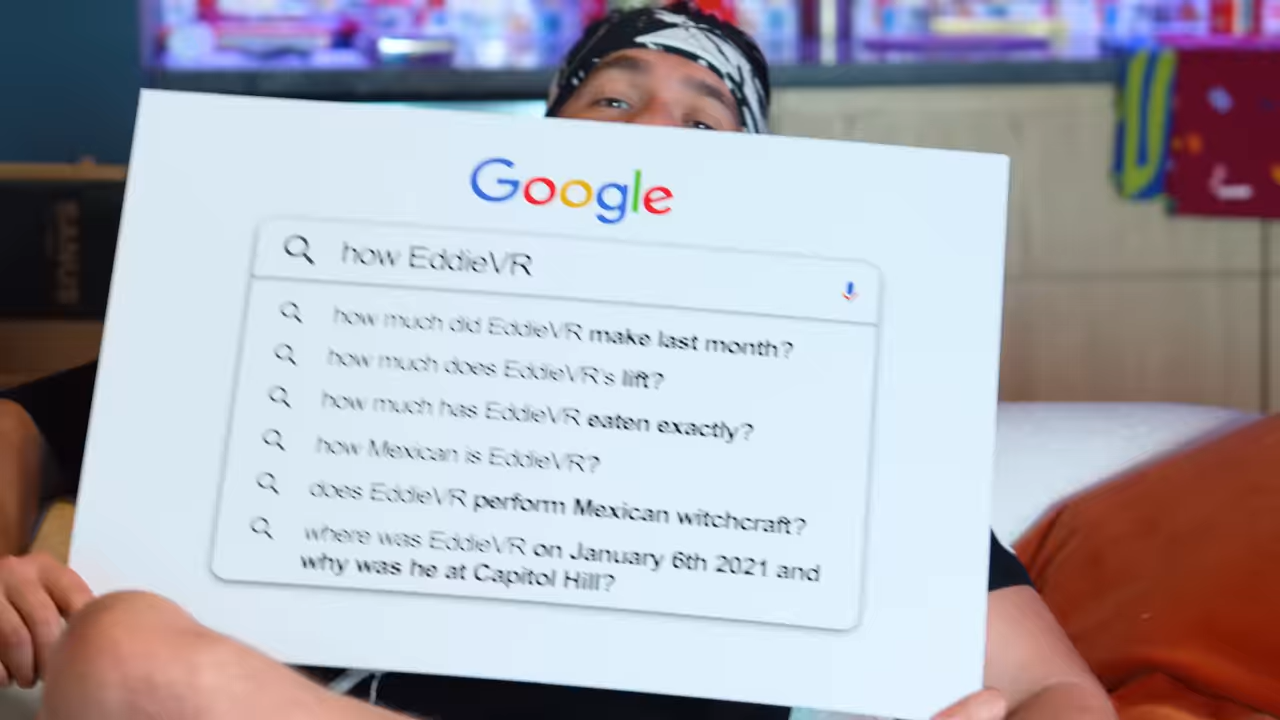 Google
how EddieVR
how much did EddieVR make last month?
how much does EddieVR's lift?
how much has EddieVR eaten exactly?
how Mexican is EddieVR?
does EddieVR perform Mexican witchcraft?
where was EddieVR on January 6th 2021 and
why was he at Capitol Hill?